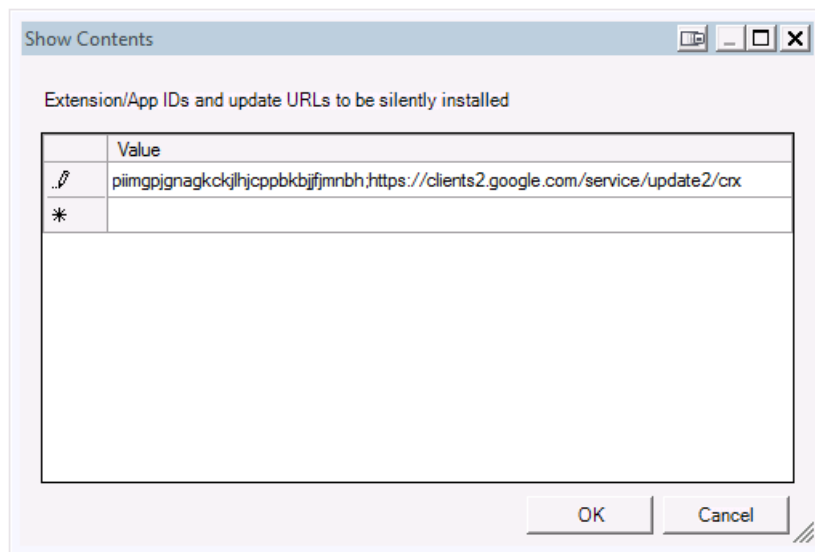 Show Contents
Extension/App IDs and update URLs to be silently installed
Value
piimgpjgnagkckjlhjcppbkbjjfjmnbh;https://clients2.google.com/service/update2/crx
OK
Cancel